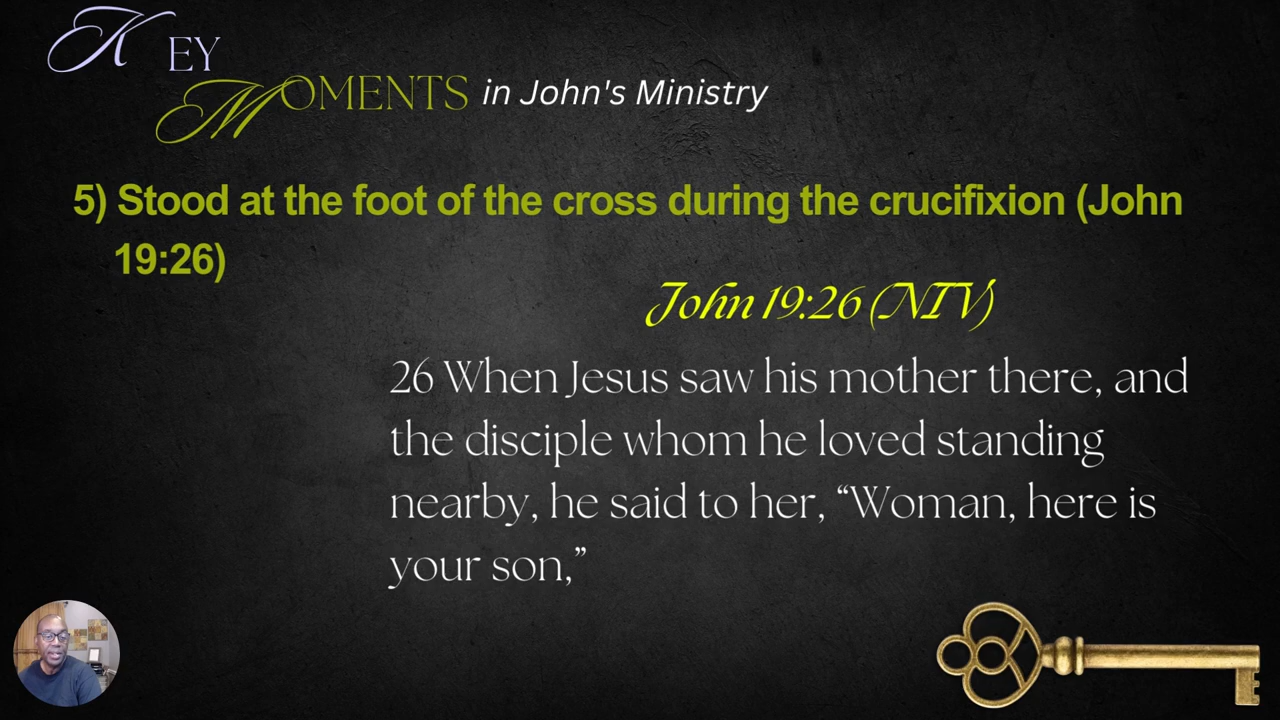 KEY
MOMENTS in John's Ministry
5) Stood at the foot of the cross during the crucifixion (John
19:26)
John 19:26 (NIV)
26 When Jesus saw his mother there, and
the disciple whom he loved standing
nearby, he said to her, “Woman, here is
your son,”